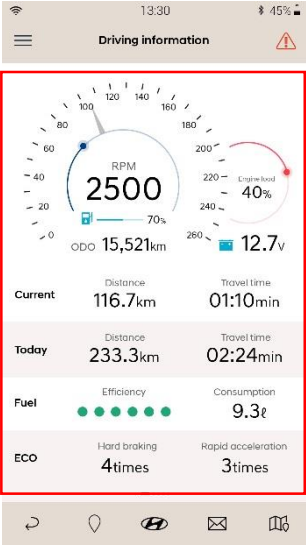 13:30
45%
Driving information
0
20
40
60
80
100
120
140
160
180
200
220
240
260
RPM
2500
70%
ODO 15,521km
Engine load
40%
12.7v
Current
Distance
116.7km
Travel time
01:10min
Today
Distance
233.3km
Travel time
02:24min
Fuel
Efficiency
Consumption
9.3ℓ
ECO
Hard braking
4times
Rapid acceleration
3times